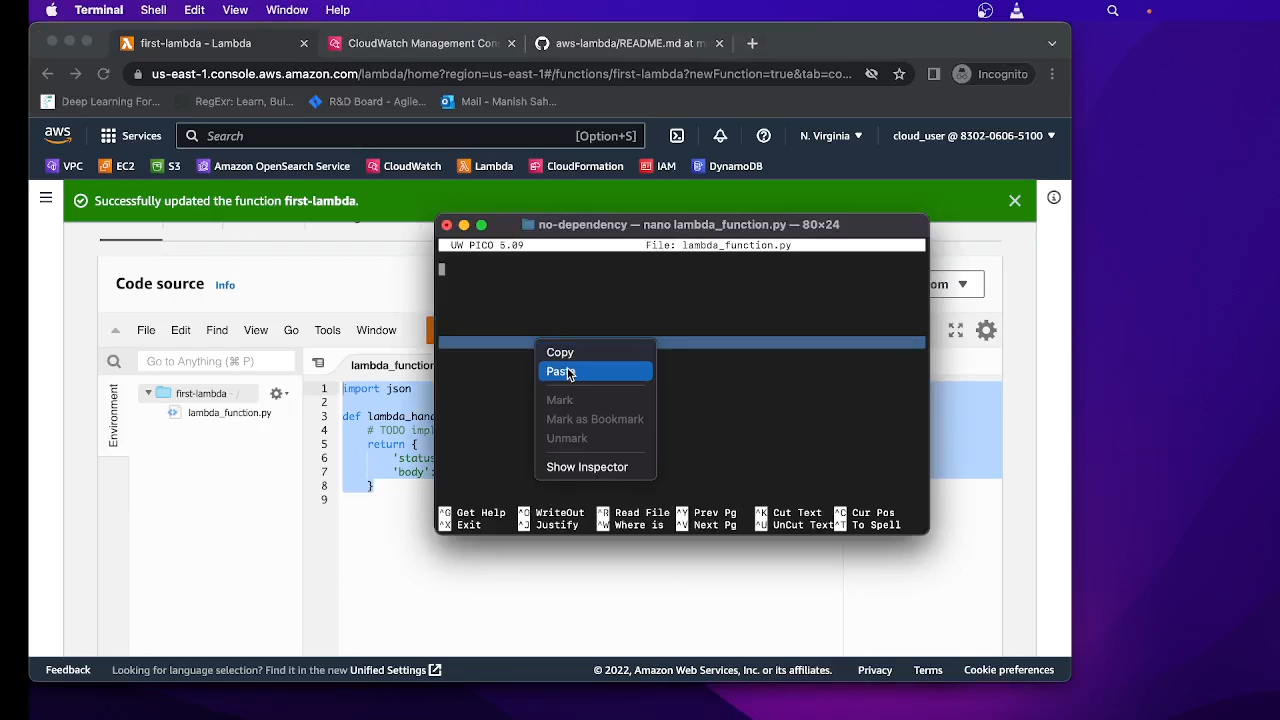 Terminal Shell Edit View Window Help
first-lambda - Lambda
CloudWatch Management Con
aws-lambda/README.md at m
us-east-1.console.aws.amazon.com/lambda/home?region=us-east-1#/functions/first-lambda?newFunction=true&tab=co...
Incognito
Deep Learning For...
RegExr: Learn, Bui...
R&D Board - Agile...
Mail - Manish Sah...
aws
Services
Search
[Option+S]
N. Virginia
cloud_user @ 8302-0606-5100
VPC EC2 S3 Amazon OpenSearch Service CloudWatch Lambda CloudFormation IAM DynamoDB
Successfully updated the function first-lambda.
no-dependency — nano lambda_function.py — 80×24
UW PICO 5.09 File: lambda_function.py
Code source Info
om
File Edit Find View Go Tools Window
Go to Anything (⌘ P)
lambda_function
Environment
first-lambda - /
lambda_function.py
1 import json
2
3 def lambda_hand
4 # TODO impl
5 return {
6 'status
7 'body':
8 }
9
Copy
Paste
Mark
Mark as Bookmark
Unmark
Show Inspector
^G Get Help ^O WriteOut ^R Read File ^Y Prev Pg ^K Cut Text ^C Cur Pos
^X Exit ^J Justify ^W Where is ^V Next Pg ^U UnCut Text ^T To Spell
Feedback
Looking for language selection? Find it in the new Unified Settings
© 2022, Amazon Web Services, Inc. or its affiliates.
Privacy
Terms
Cookie preferences